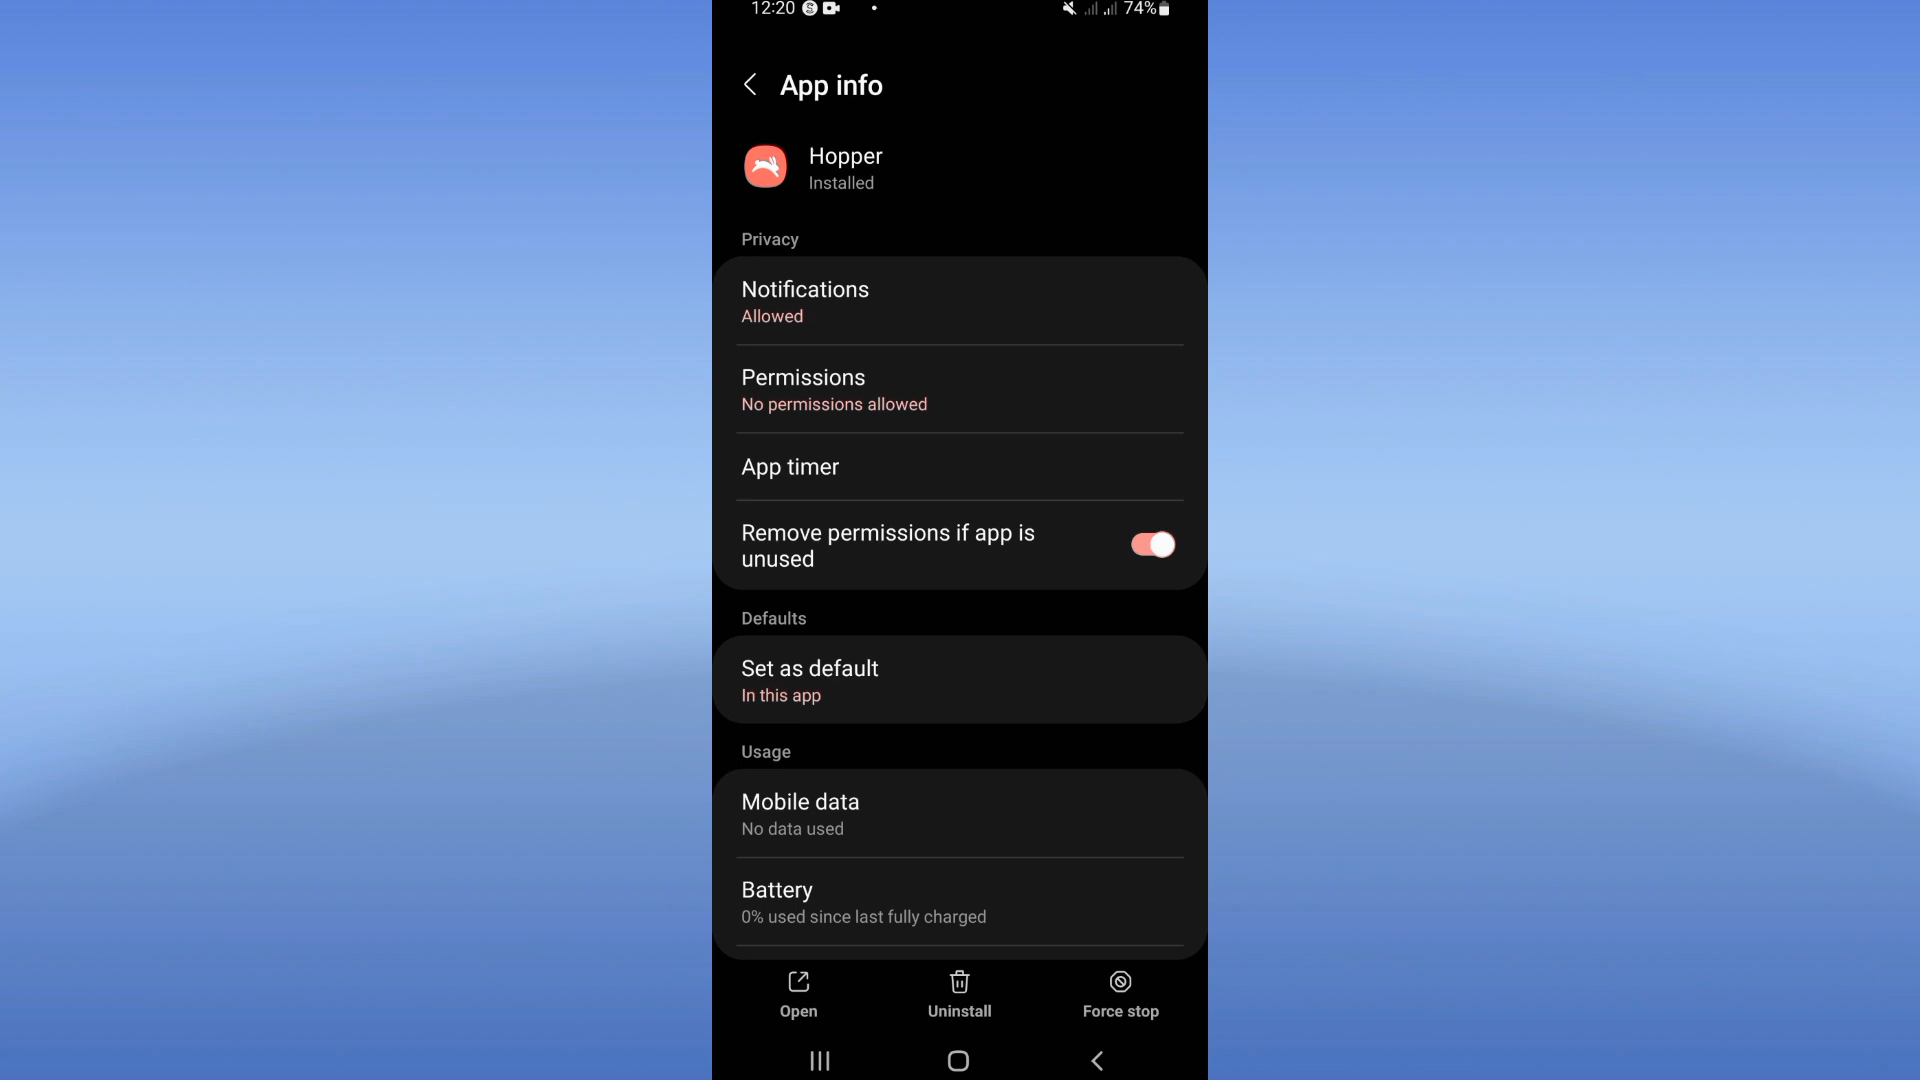 12:20 74%
App info
Hopper
Installed
Privacy
Notifications
Allowed
Permissions
No permissions allowed
App timer
Remove permissions if app is
unused
Defaults
Set as default
In this app
Usage
Mobile data
No data used
Battery
0% used since last fully charged
Open Uninstall Force stop